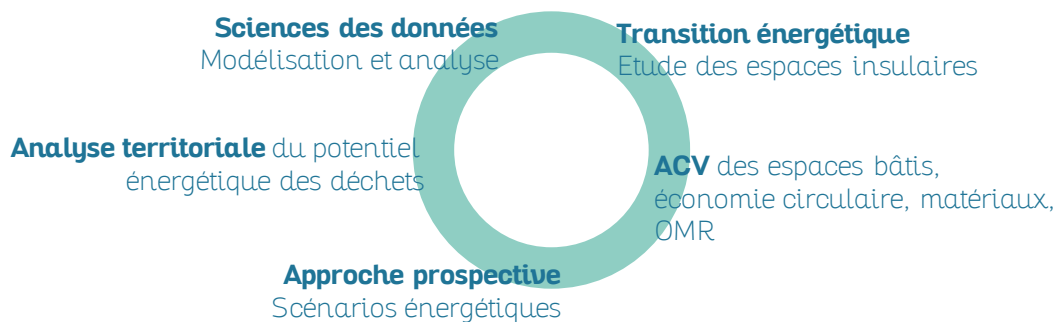 Sciences des données
Modélisation et analyse
Transition énergétique
Etude des espaces insulaires
Analyse territoriale du potentiel
énergétique des déchets
ACV des espaces bâtis,
économie circulaire, matériaux,
OMR
Approche prospective
Scénarios énergétiques